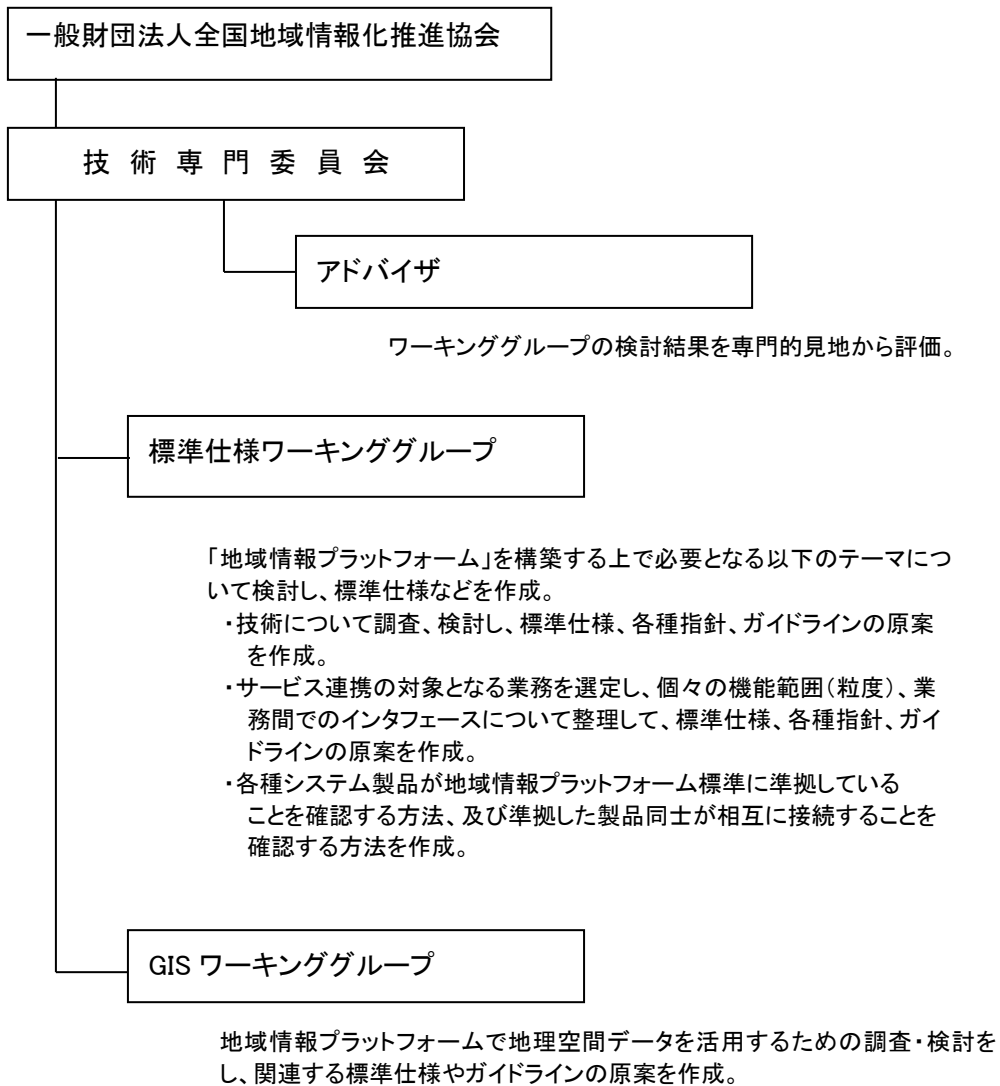 一般財団法人全国地域情報化推進協会
技 術 専 門 委 員 会
アドバイザ
ワーキンググループの検討結果を専門的見地から評価。
標準仕様ワーキンググループ
「地域情報プラットフォーム」を構築する上で必要となる以下のテーマにつ
いて検討し、標準仕様などを作成。
・技術について調査、検討し、標準仕様、各種指針、ガイドラインの原案
を作成。
・サービス連携の対象となる業務を選定し、個々の機能範囲（粒度）、業
務間でのインタフェースについて整理して、標準仕様、各種指針、ガイ
ドラインの原案を作成。
・各種システム製品が地域情報プラットフォーム標準に準拠している
ことを確認する方法、及び準拠した製品同士が相互に接続することを
確認する方法を作成。
GIS ワーキンググループ
地域情報プラットフォームで地理空間データを活用するための調査・検討を
し、関連する標準仕様やガイドラインの原案を作成。